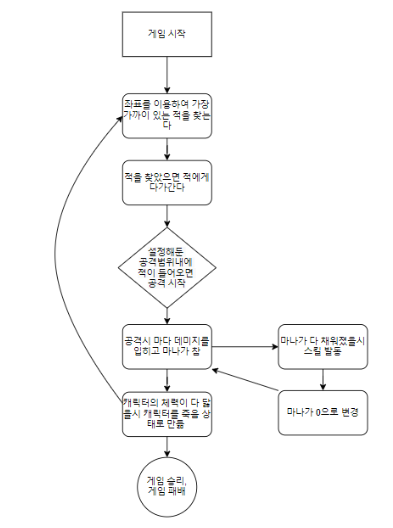 게임 시작
좌표를 이용하여 가장
가까이 있는 적을 찾는
다
적을 찾았으면 적에게
다가간다
설정해둔
공격범위내에
적이 들어오면
공격 시작
공격시 마다 데미지를
입히고 마나가 참
마나가 다 채워졌을시
스킬 발동
마나가 0으로 변경
캐릭터의 체력이 다 닳
을시 캐릭터를 죽음 상
태로 만듦
게임 승리,
게임 패배